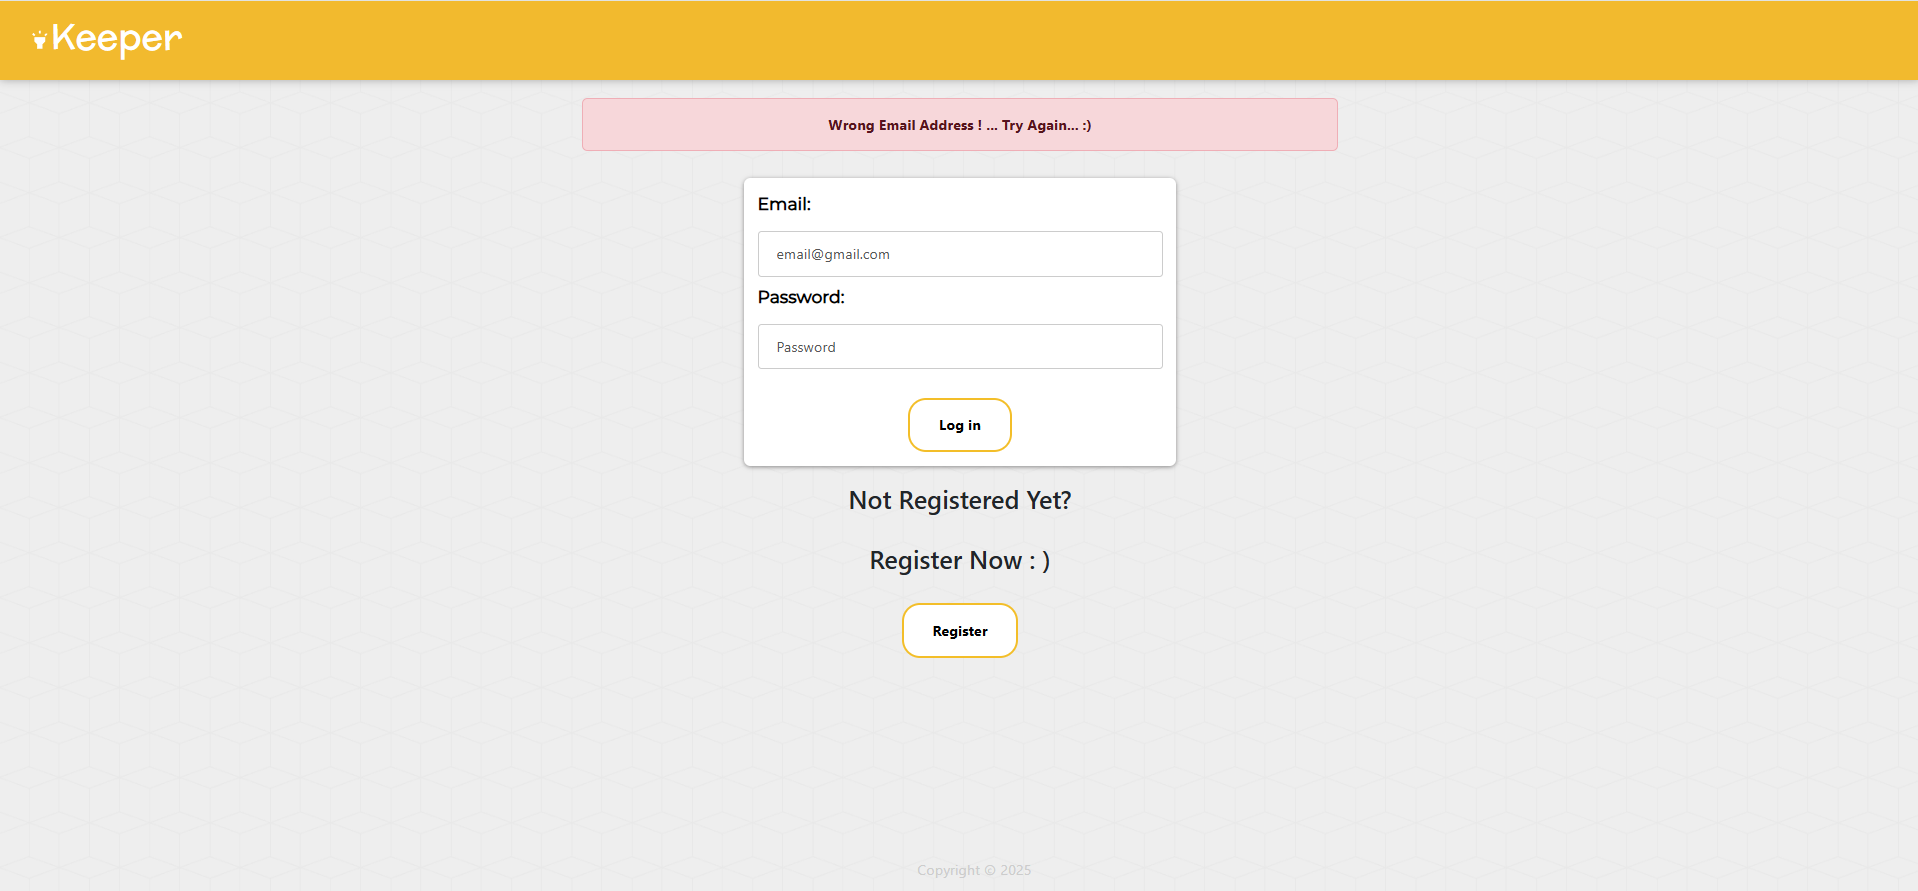 Keeper
Wrong Email Address ! ... Try Again... :)
Email:
email@gmail.com
Password:
Password
Log in
Not Registered Yet?
Register Now : )
Register
Copyright © 2025